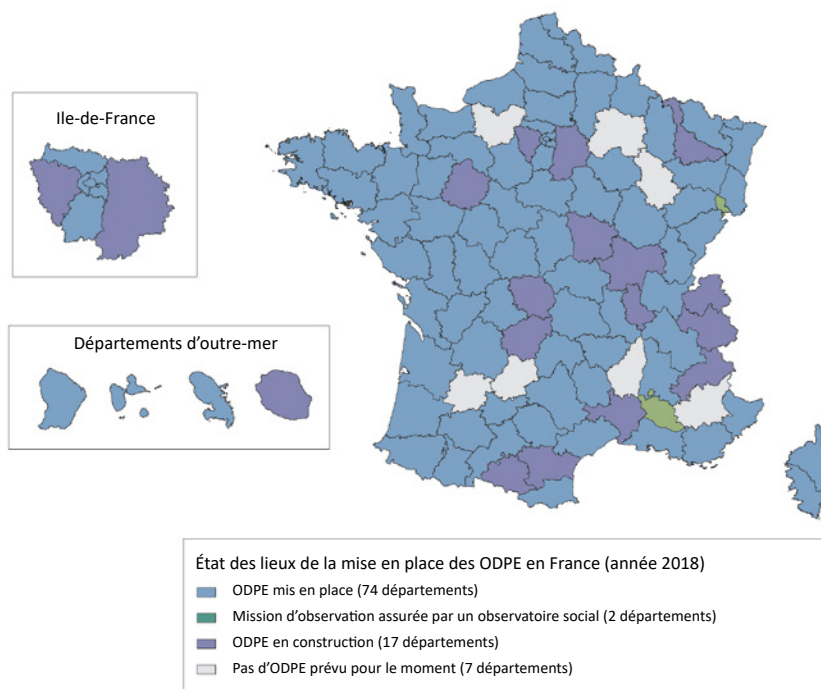 Ile-de-France
Départements d'outre-mer
État des lieux de la mise en place des ODPE en France (année 2018)
ODPE mis en place (74 départements)
Mission d'observation assurée par un observatoire social (2 départements)
ODPE en construction (17 départements)
Pas d'ODPE prévu pour le moment (7 départements)